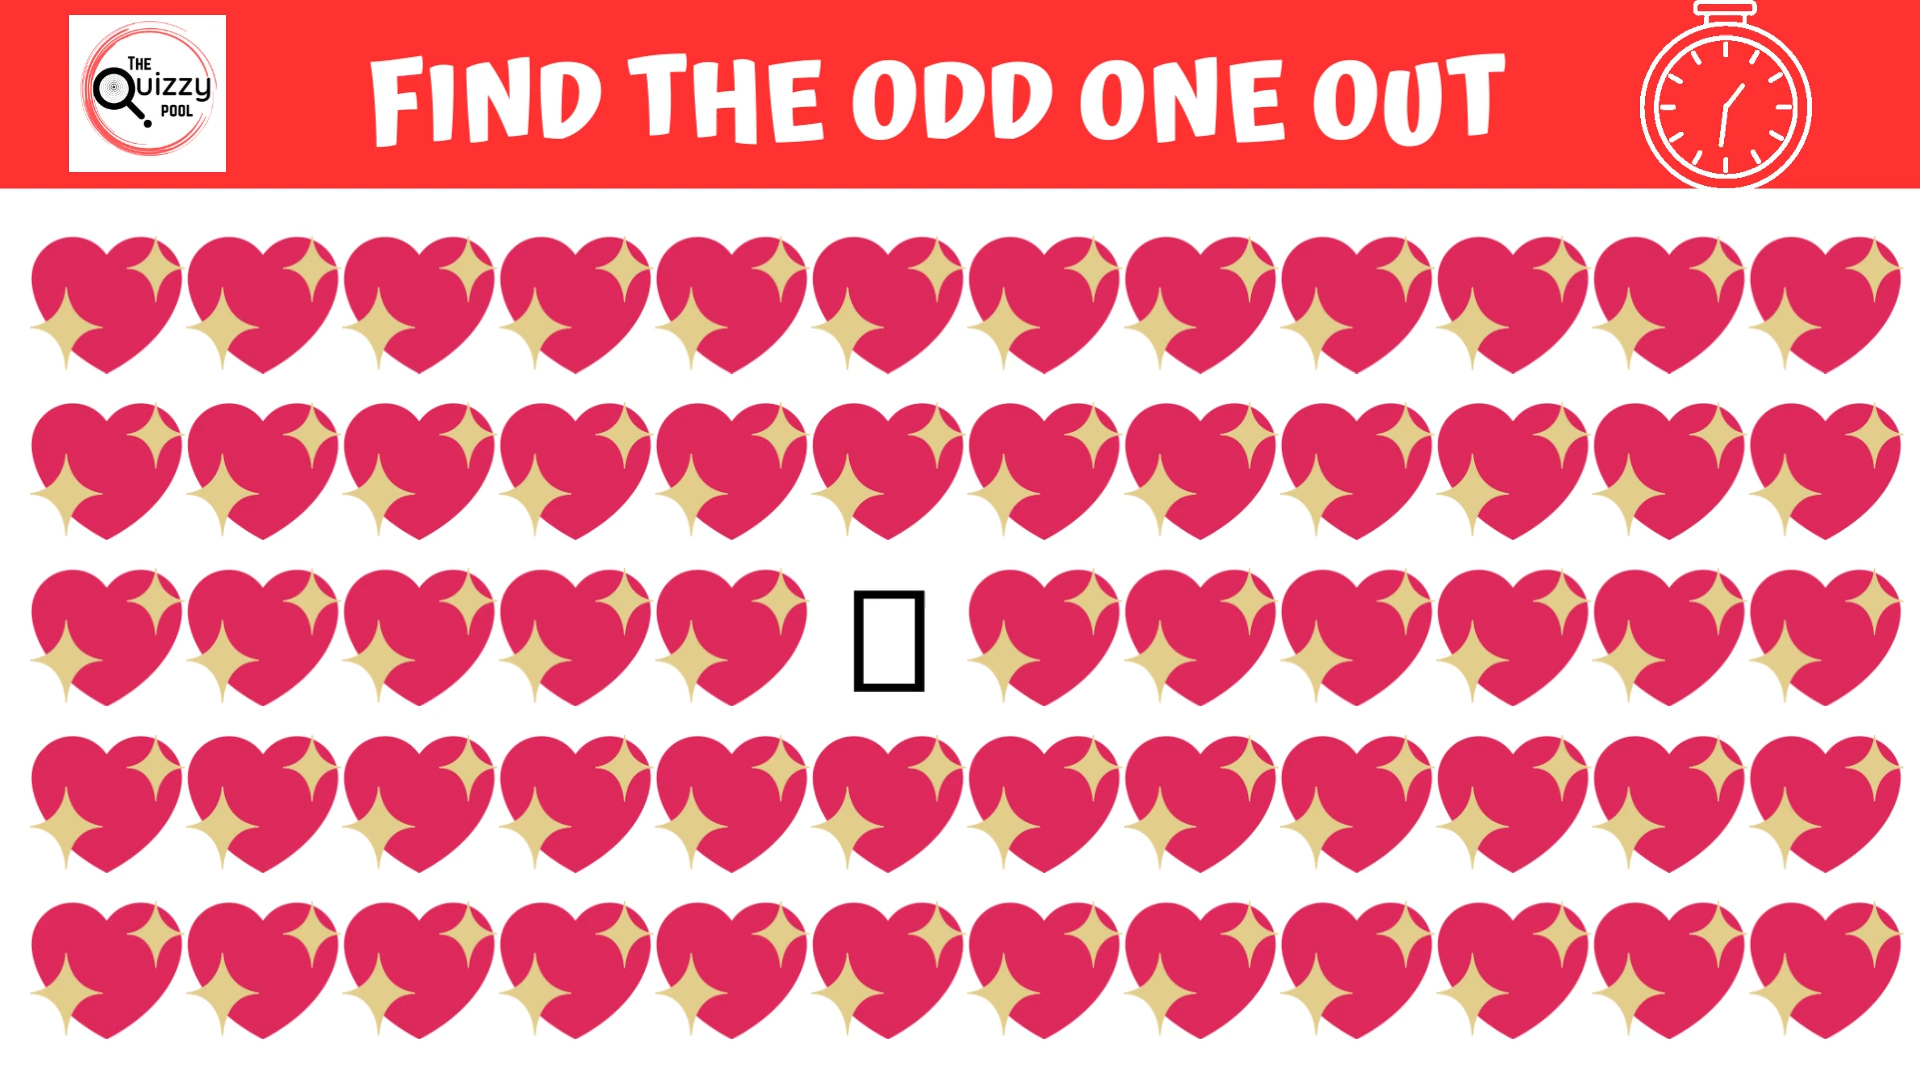 THE
Quizzy
POOL
FIND THE ODD ONE OUT